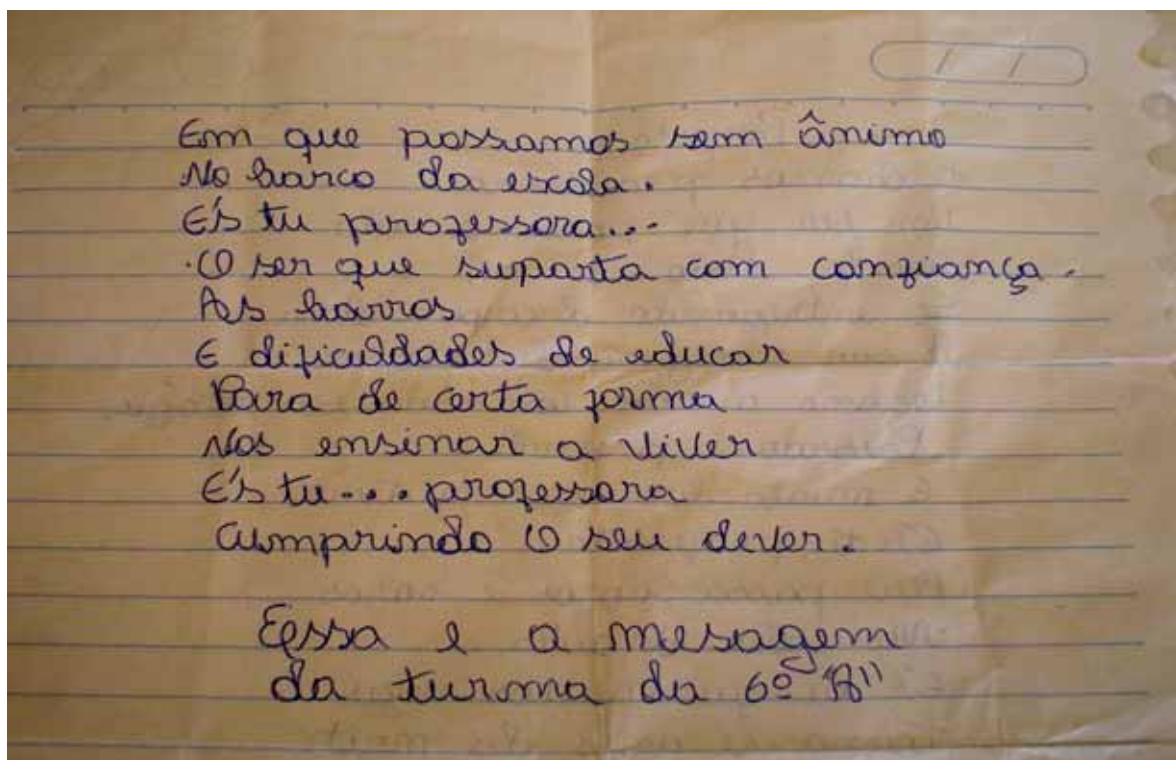 Em que possamos sem ânimo
No barco da escola.
És tu professora...
O ser que suporta com confiança.
As barras
E dificuldades de educar
Para de certa forma
Nos ensinar a viver
És tu... professora
Cumprindo o seu dever.
Essa e a mesagem
da turma da 6º "B"